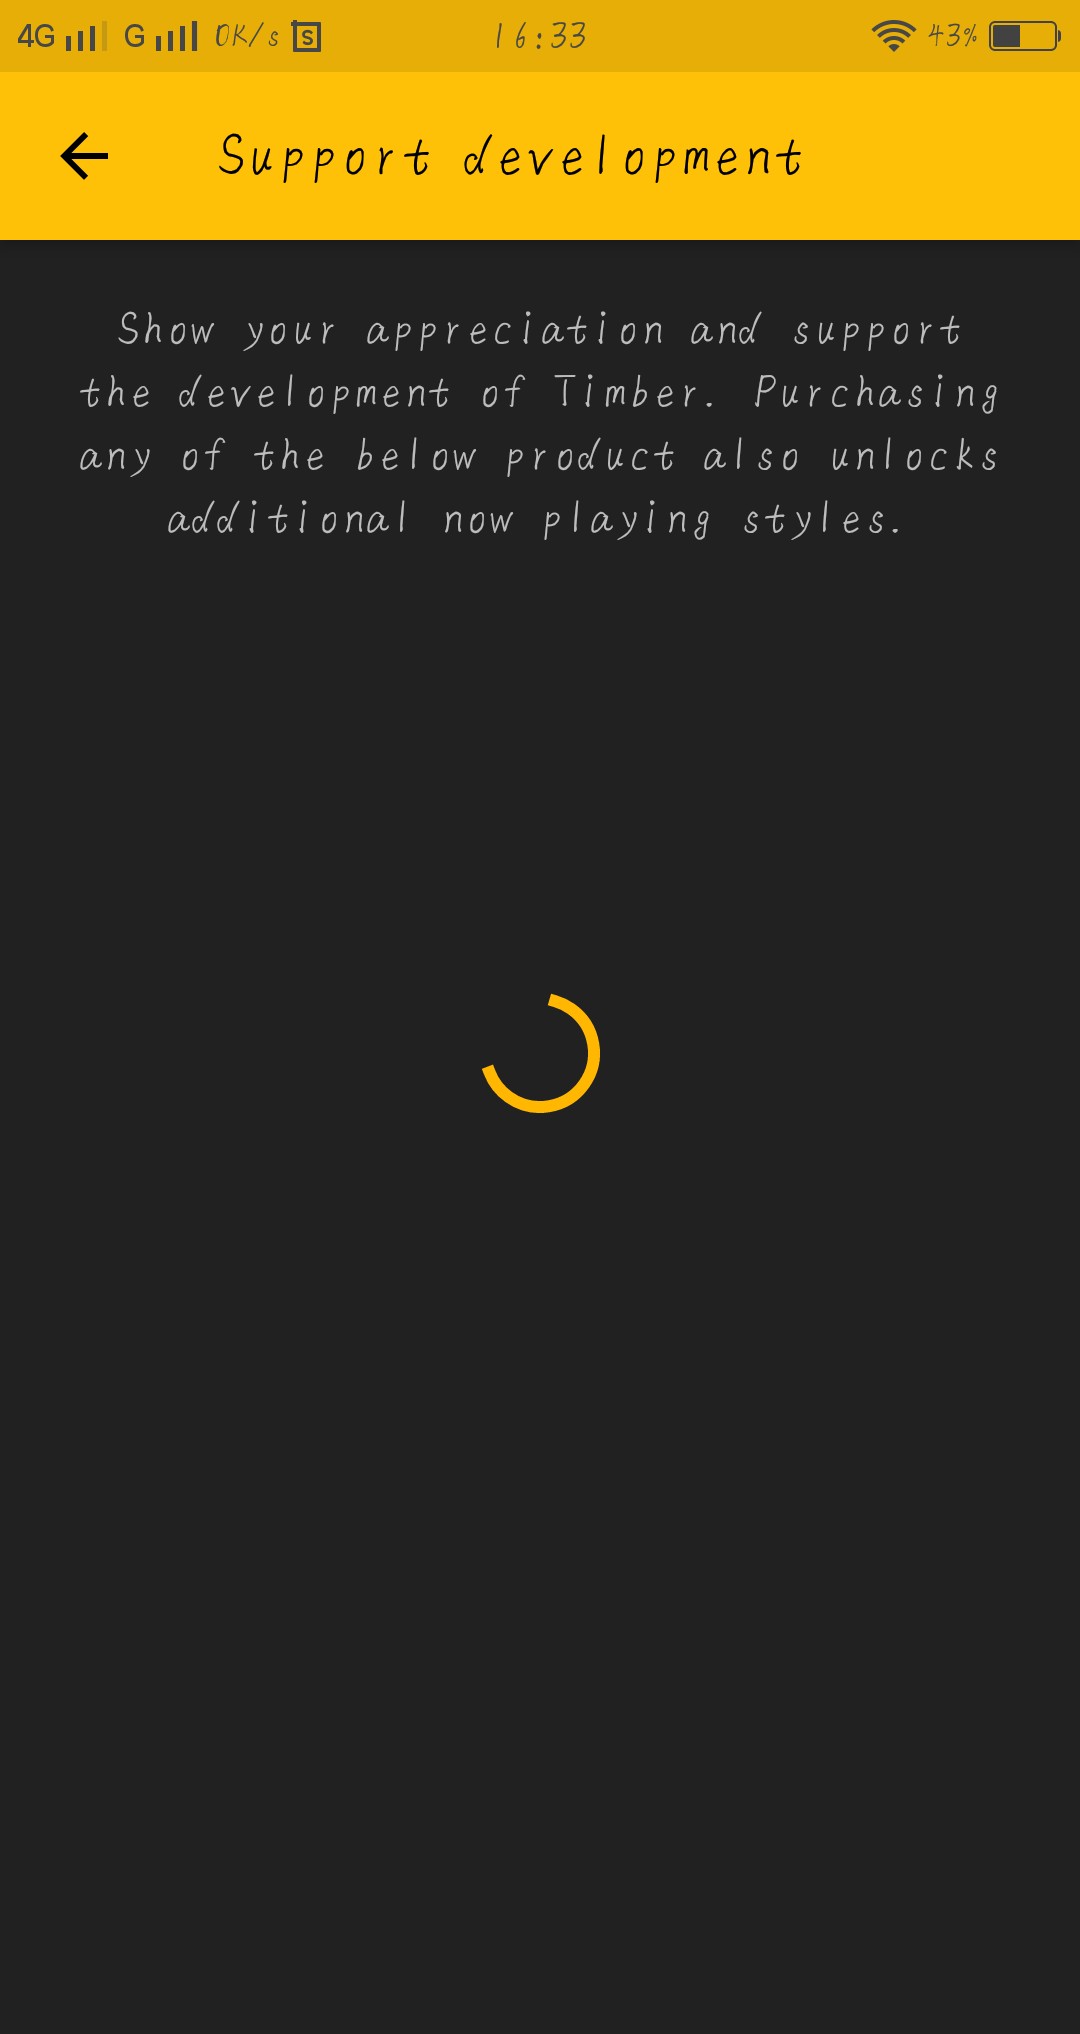 4G G 0K/s S 16:33 43%
Support development
Show your appreciation and support
the development of Timber. Purchasing
any of the below product also unlocks
additional now playing styles.